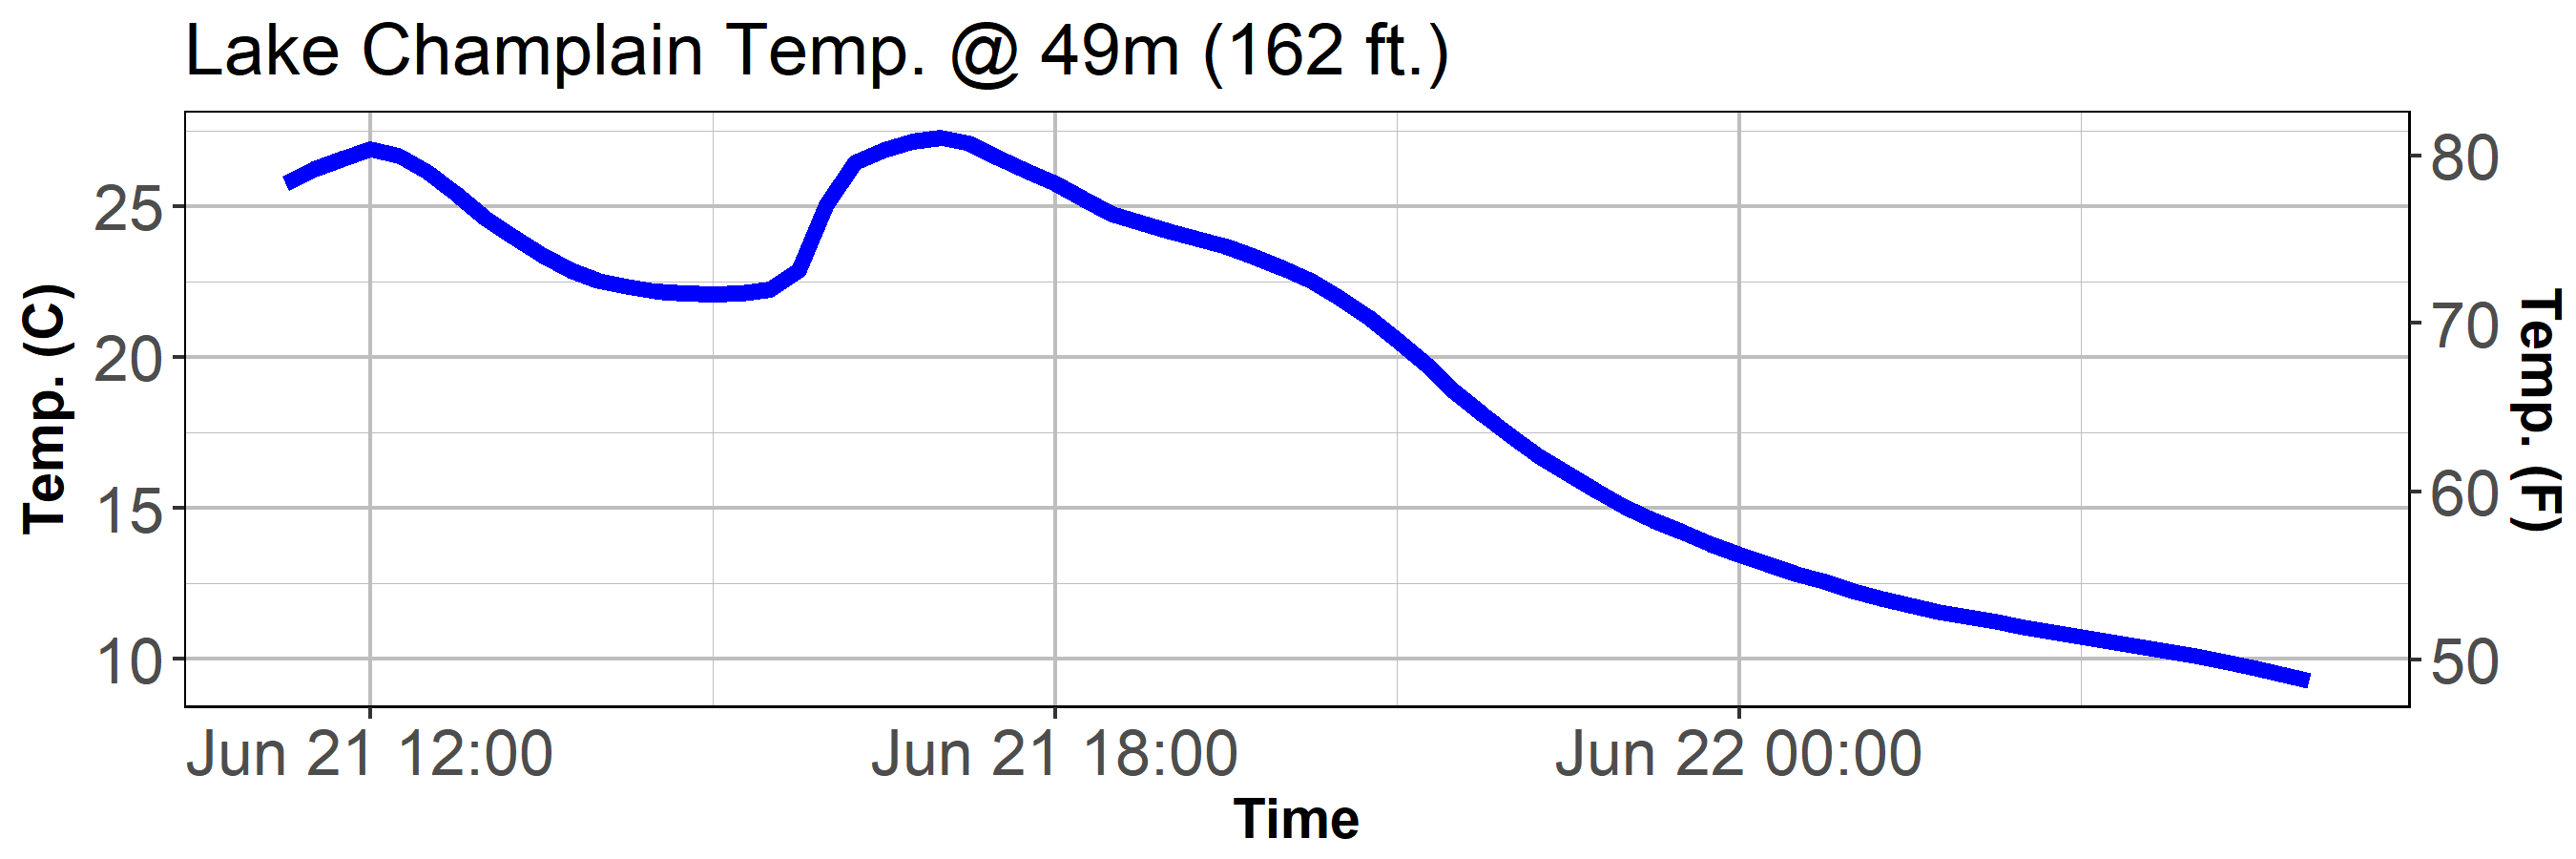 Lake Champlain Temp. @ 49m (162 ft.)
Temp. (C)
25
20
15
10
80
70
60
50
Temp. (F)
Jun 21 12:00
Jun 21 18:00
Jun 22 00:00
Time